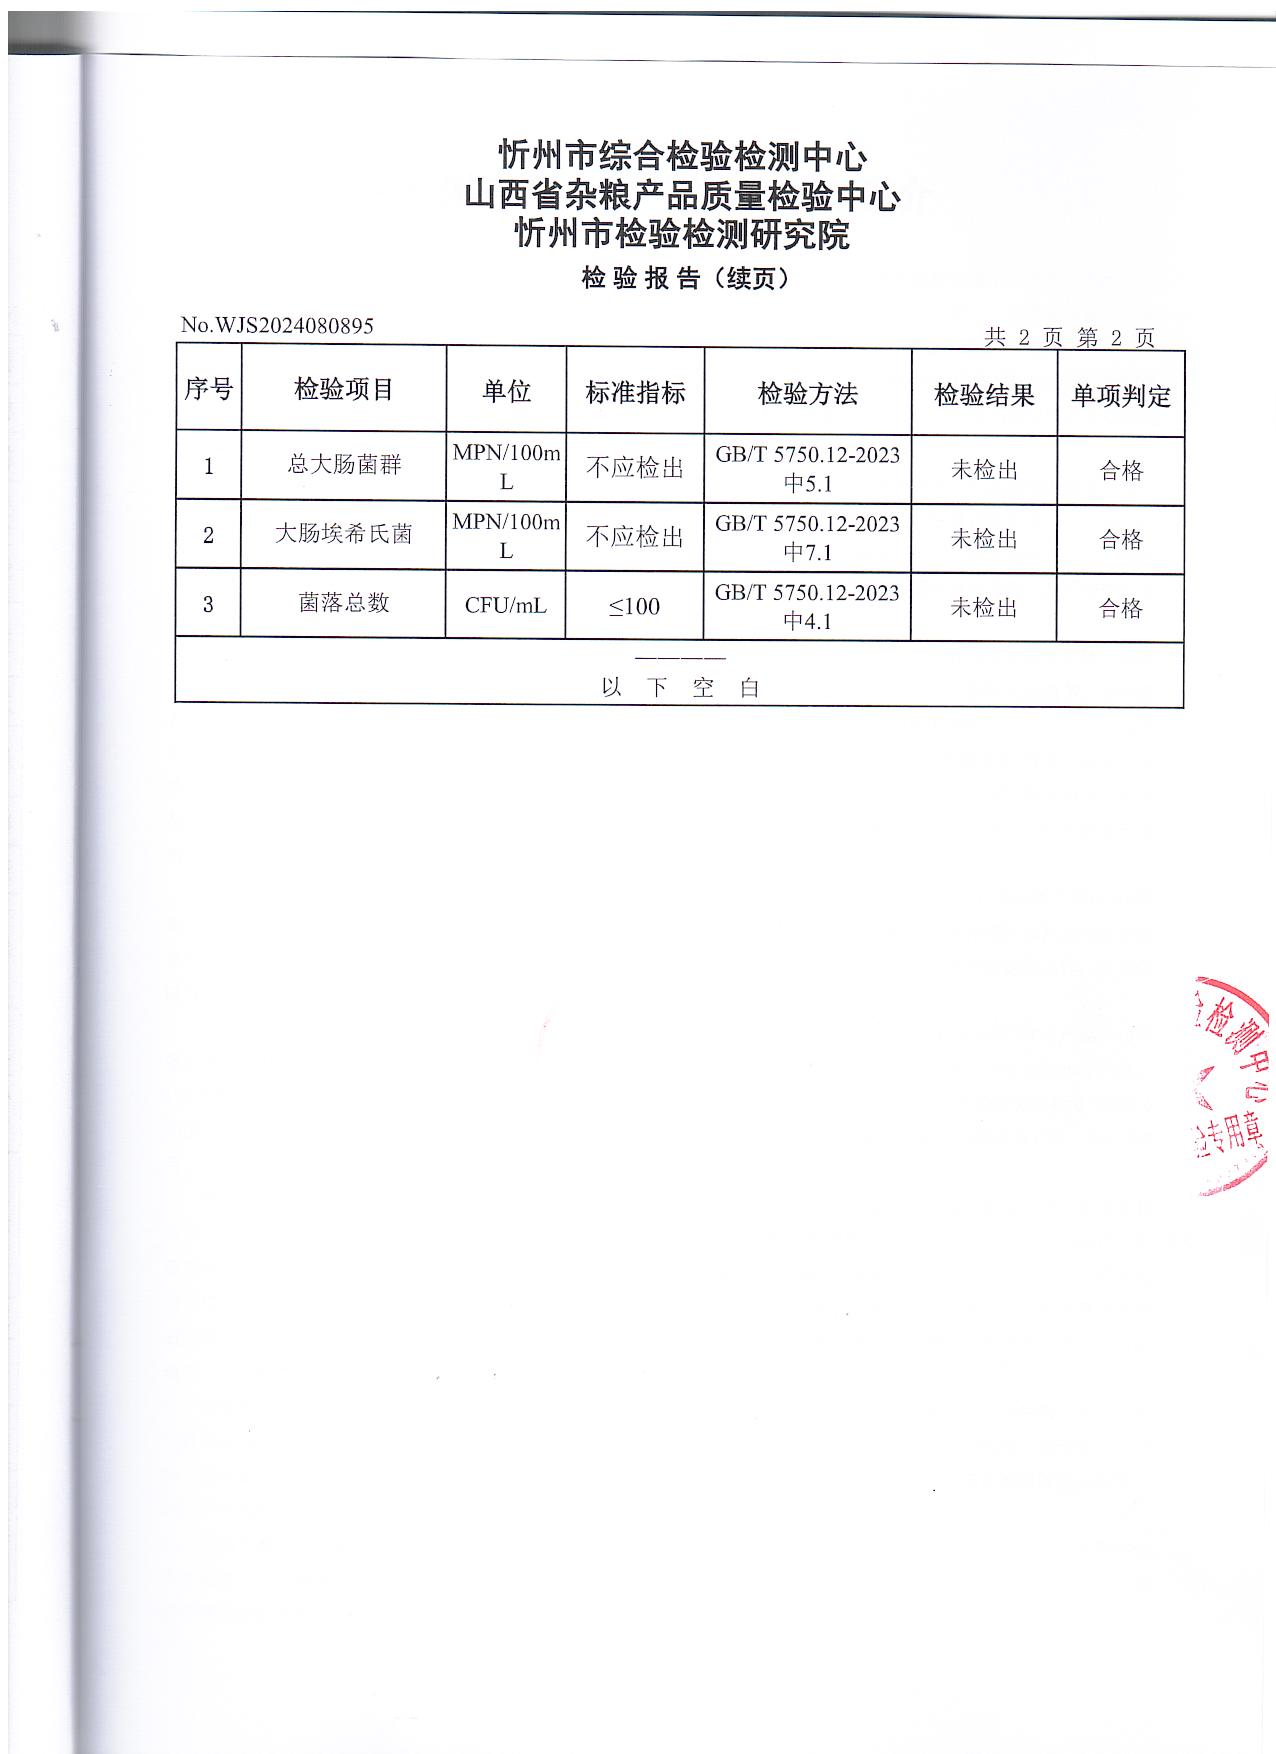 忻州市综合检验检测中心
山西省杂粮产品质量检验中心
忻州市检验检测研究院
检 验 报 告（续页）
No.WJS2024080895
共 2 页 第 2 页
序号 检验项目 单位 标准指标 检验方法 检验结果 单项判定
1 总大肠菌群 MPN/100mL 不应检出 GB/T 5750.12-2023 中5.1 未检出 合格
2 大肠埃希氏菌 MPN/100mL 不应检出 GB/T 5750.12-2023 中7.1 未检出 合格
3 菌落总数 CFU/mL ≤100 GB/T 5750.12-2023 中4.1 未检出 合格
————
以 下 空 白
检测中心
专用章